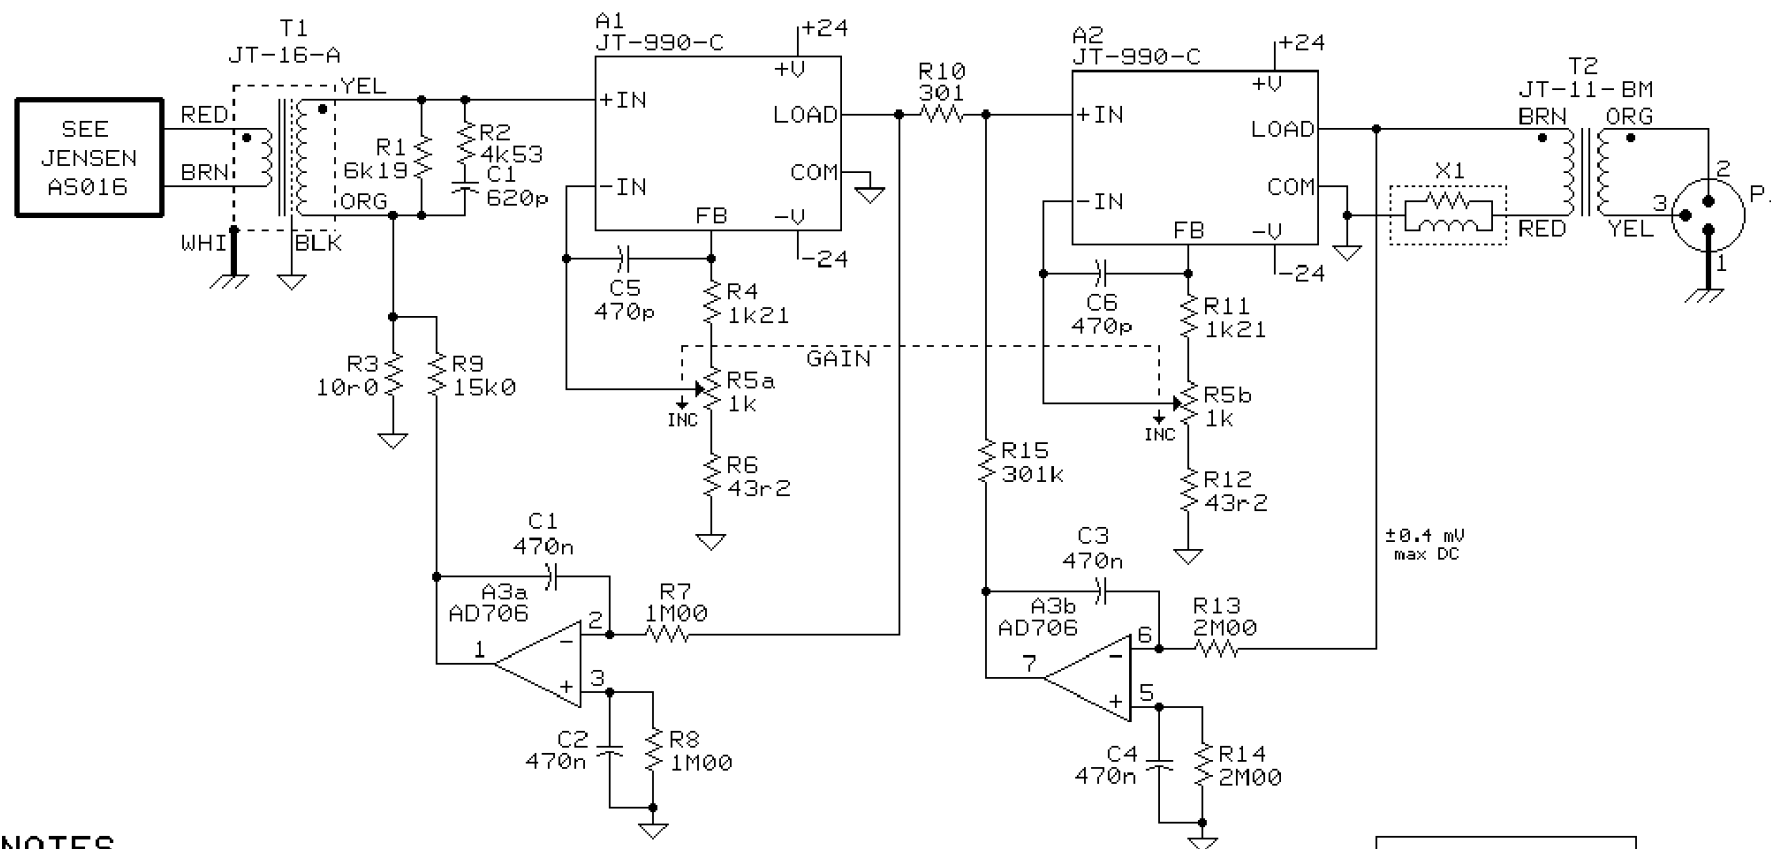 T1
JT-16-A
SEE
JENSEN
AS016
RED
BRN
WHI
BLK
YEL
ORG
R1
6k19
R2
4k53
C1
620p
R3
10r0
R9
15k0
A1
JT-990-C
+24
+V
+IN
LOAD
COM
-IN
FB
-V
-24
C5
470p
R4
1k21
R5a
1k
INC
R6
43r2
GAIN
R10
301
A2
JT-990-C
+24
+V
+IN
LOAD
COM
-IN
FB
-V
-24
C6
470p
R11
1k21
R5b
1k
INC
R12
43r2
R15
301k
T2
JT-11-BM
BRN
ORG
X1
RED
YEL
2
3
1
P
±0.4 mV
max DC
C1
470n
A3a
AD706
1
2
-
3
+
R7
1M00
C2
470n
R8
1M00
C3
470n
A3b
AD706
7
6
-
5
+
R13
2M00
C4
470n
R14
2M00
NOTES